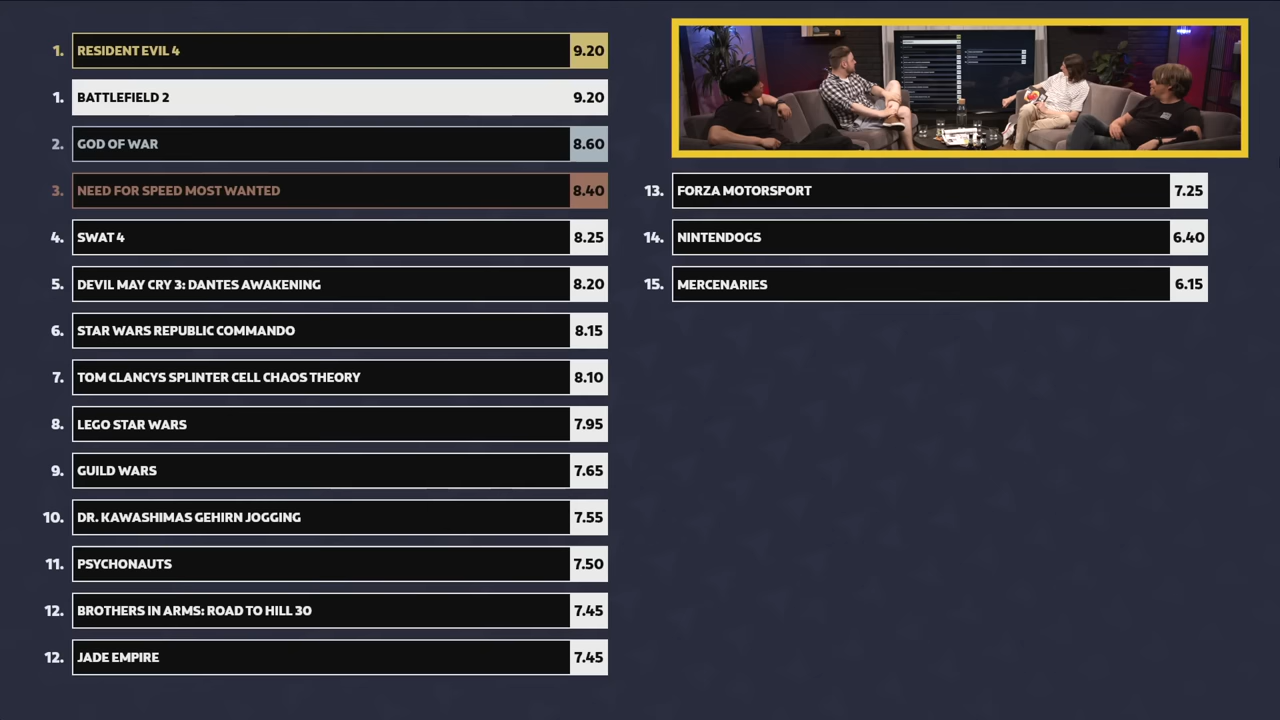 1. RESIDENT EVIL 4 9.20
1. BATTLEFIELD 2 9.20
2. GOD OF WAR 8.60
3. NEED FOR SPEED MOST WANTED 8.40
4. SWAT 4 8.25
5. DEVIL MAY CRY 3: DANTES AWAKENING 8.20
6. STAR WARS REPUBLIC COMMANDO 8.15
7. TOM CLANCYS SPLINTER CELL CHAOS THEORY 8.10
8. LEGO STAR WARS 7.95
9. GUILD WARS 7.65
10. DR. KAWASHIMAS GEHIRN JOGGING 7.55
11. PSYCHONAUTS 7.50
12. BROTHERS IN ARMS: ROAD TO HILL 30 7.45
12. JADE EMPIRE 7.45
13. FORZA MOTORSPORT 7.25
14. NINTENDOGS 6.40
15. MERCENARIES 6.15